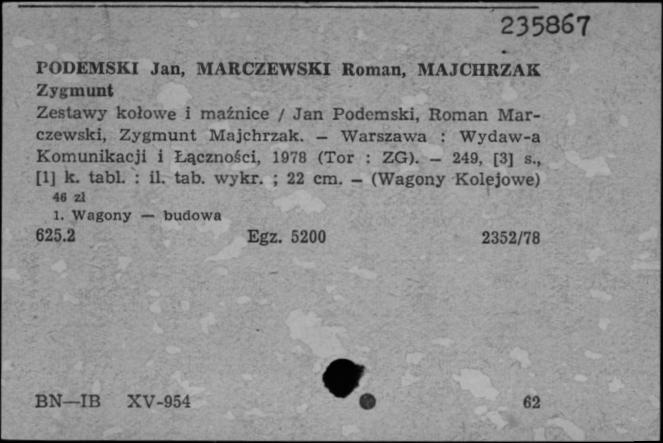 235867
PODEMSKI Jan, MARCZEWSKI Roman, MAJCHRZAK
Zygmunt
Zestawy kołowe i maźnice / Jan Podemski, Roman Mar-
czewski, Zygmunt Majchrzak. — Warszawa : Wydaw-a
Komunikacji i Łączności, 1978 (Tor : ZG). — 249, [3] s.,
[1] k. tabl. : il. tab. wykr. ; 22 cm. — (Wagony Kolejowe)
46 zł
1. Wagony — budowa
625.2 Egz. 5200 2352/78
BN—IB XV-954 62